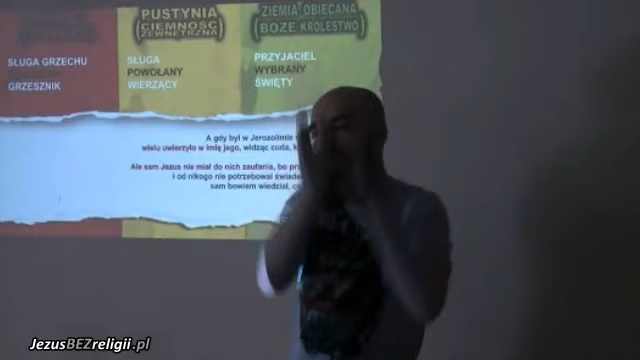 PUSTYNIA
(CIEMNOŚĆ
ZEWNĘTRZNA)
ZIEMIA OBIECANA
(BOŻE KRÓLESTWO)
SŁUGA GRZECHU
GRZESZNIK
SŁUGA
POWOŁANY
WIERZĄCY
PRZYJACIEL
WYBRANY
ŚWIĘTY
A gdy był w Jerozolimie
wielu uwierzyło w imię jego, widząc cuda,
Ale sam Jezus nie miał do nich zaufania, bo
i od nikogo nie potrzebował
sam bowiem wiedział,
JezusBEZreligii.pl